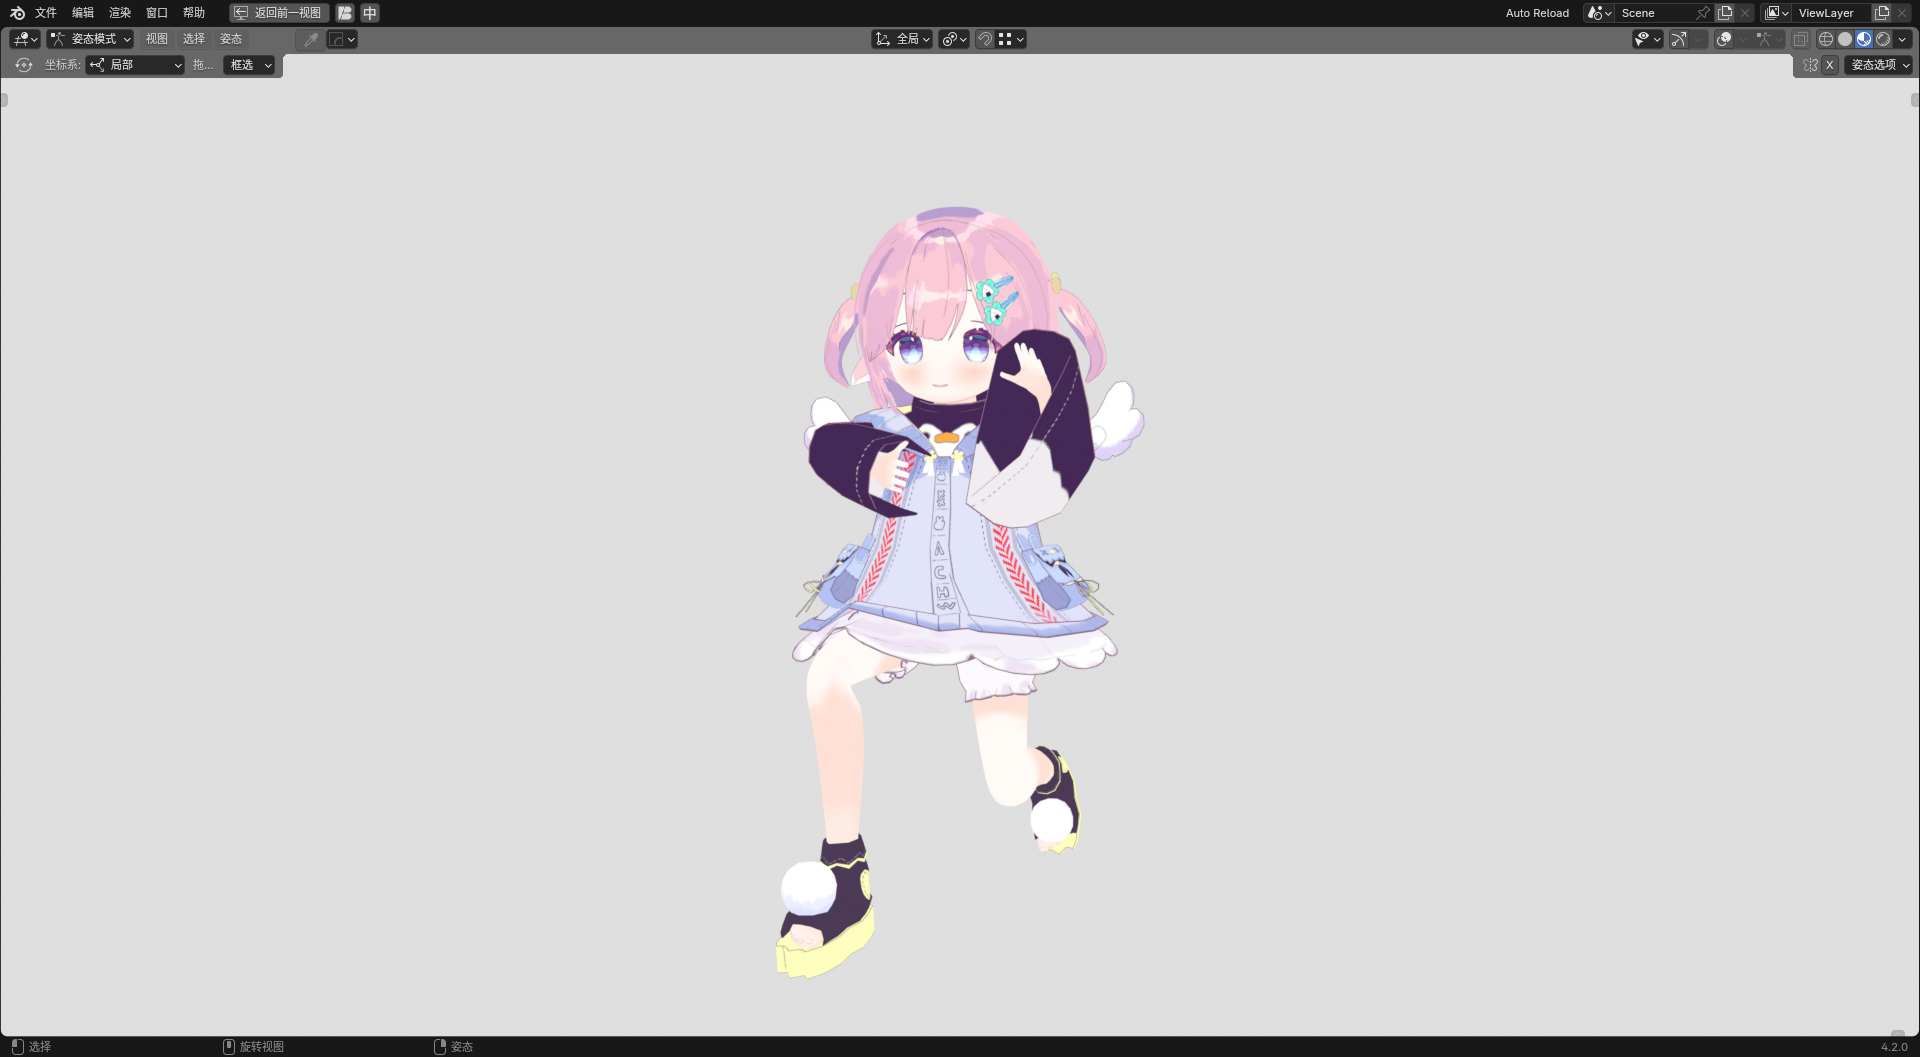 文件 编辑 渲染 窗口 帮助 返回前一视图 中 Auto Reload Scene ViewLayer
姿态模式 视图 选择 姿态 全局
坐标系: 局部 拖... 框选 X 姿态选项
A
C
H
选择 旋转视图 姿态 4.2.0